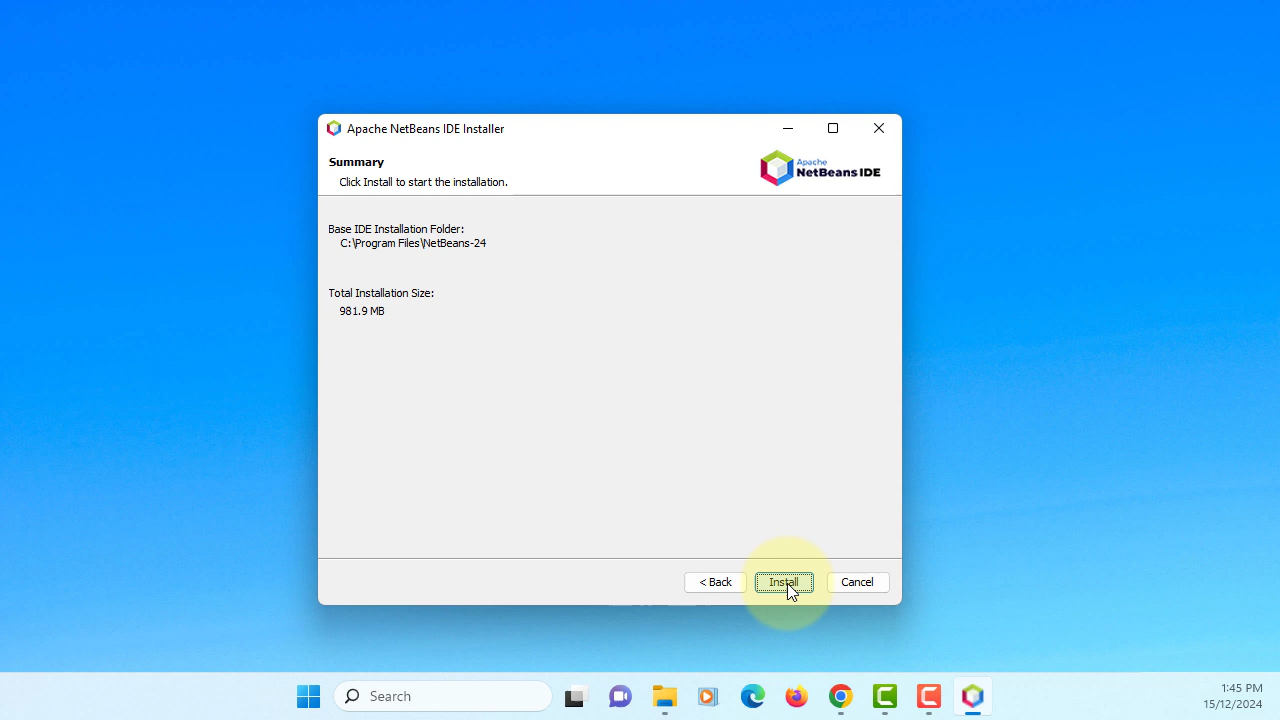 Apache NetBeans IDE Installer
Summary
Click Install to start the installation.
Apache
NetBeans IDE
Base IDE Installation Folder:
C:\Program Files\NetBeans-24
Total Installation Size:
981.9 MB
< Back
Install
Cancel
Search
1:45 PM
15/12/2024